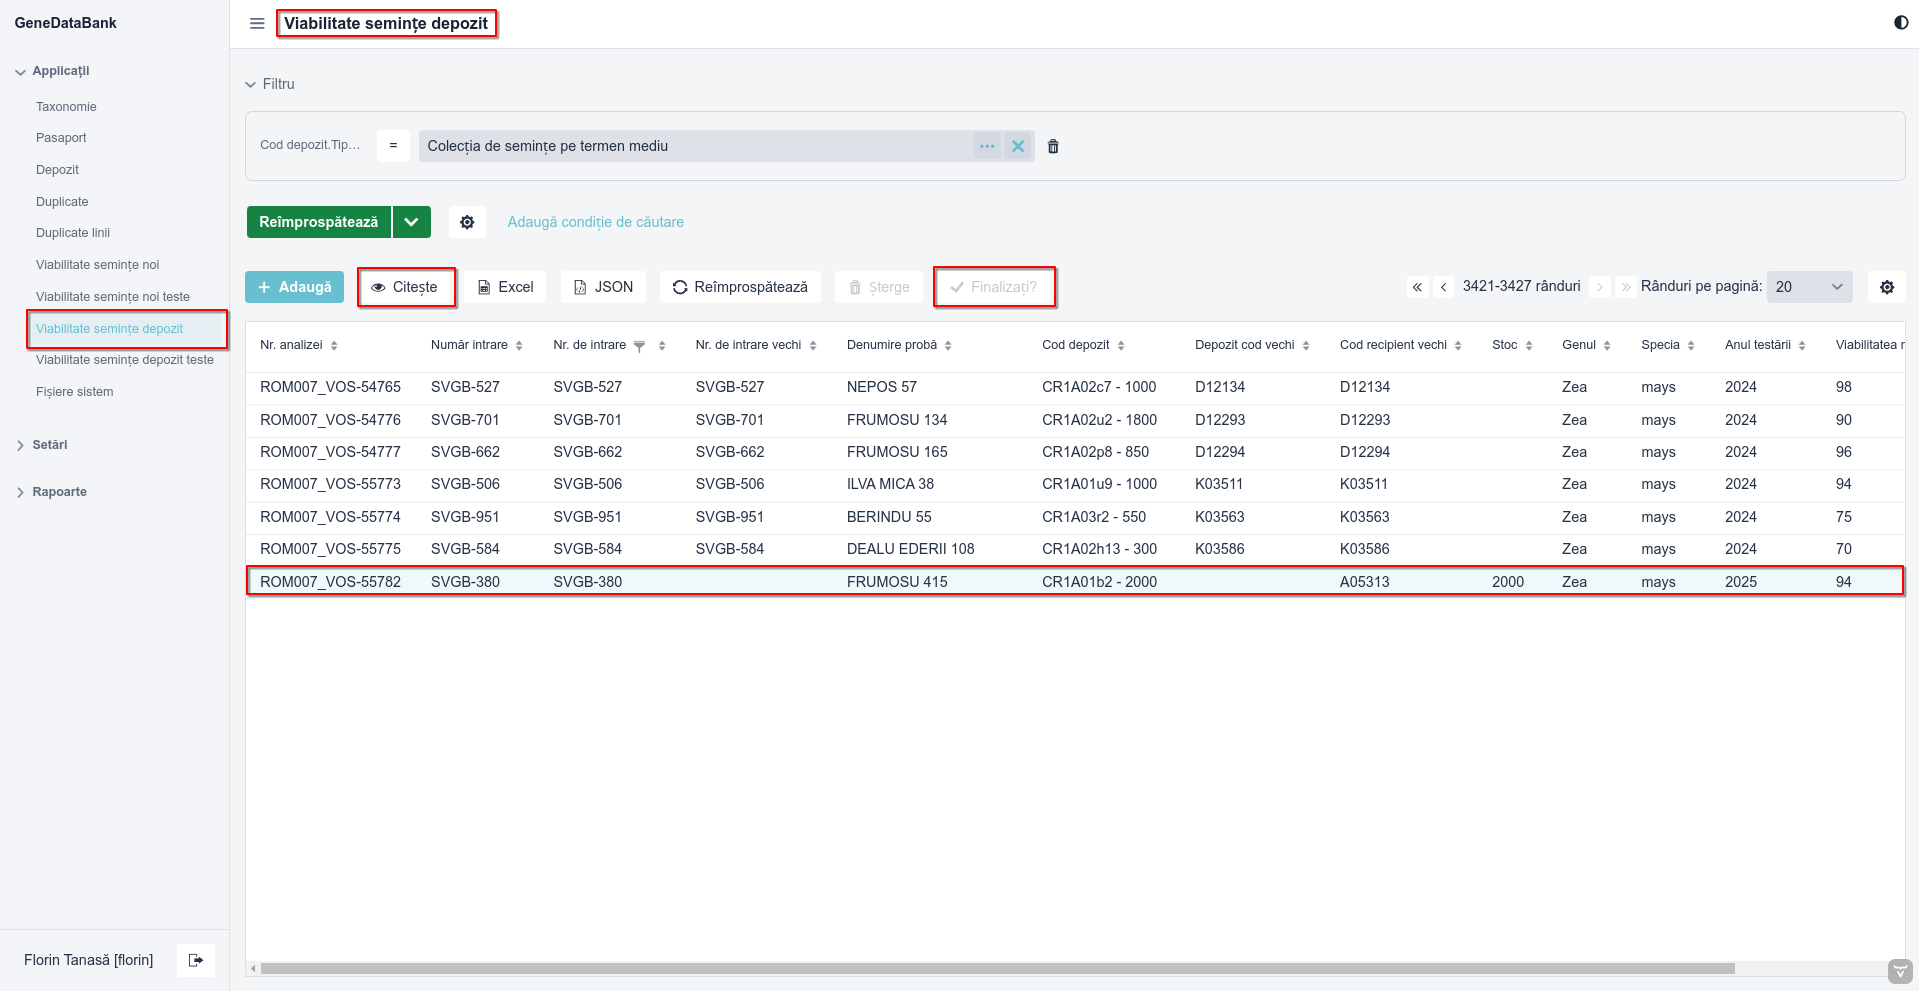 GeneDataBank
Viabilitate semințe depozit
Applicații
Taxonomie
Pasaport
Depozit
Duplicate
Duplicate linii
Viabilitate semințe noi
Viabilitate semințe noi teste
Viabilitate semințe depozit
Viabilitate semințe depozit teste
Fișiere sistem
Setări
Rapoarte
Florin Tanasă [florin]
Filtru
Cod depozit.Tip... = Colecția de semințe pe termen mediu
Reîmprospătează Adaugă condiție de căutare
Adaugă Citește Excel JSON Reîmprospătează Șterge Finalizați? 3421-3427 rânduri Rânduri pe pagină: 20
Nr. analizei Număr intrare Nr. de intrare Nr. de intrare vechi Denumire probă Cod depozit Depozit cod vechi Cod recipient vechi Stoc Genul Specia Anul testării Viabilitatea r
ROM007_VOS-54765 SVGB-527 SVGB-527 SVGB-527 NEPOS 57 CR1A02c7 - 1000 D12134 D12134 Zea mays 2024 98
ROM007_VOS-54776 SVGB-701 SVGB-701 SVGB-701 FRUMOSU 134 CR1A02u2 - 1800 D12293 D12293 Zea mays 2024 90
ROM007_VOS-54777 SVGB-662 SVGB-662 SVGB-662 FRUMOSU 165 CR1A02p8 - 850 D12294 D12294 Zea mays 2024 96
ROM007_VOS-55773 SVGB-506 SVGB-506 SVGB-506 ILVA MICA 38 CR1A01u9 - 1000 K03511 K03511 Zea mays 2024 94
ROM007_VOS-55774 SVGB-951 SVGB-951 SVGB-951 BERINDU 55 CR1A03r2 - 550 K03563 K03563 Zea mays 2024 75
ROM007_VOS-55775 SVGB-584 SVGB-584 SVGB-584 DEALU EDERII 108 CR1A02h13 - 300 K03586 K03586 Zea mays 2024 70
ROM007_VOS-55782 SVGB-380 SVGB-380 FRUMOSU 415 CR1A01b2 - 2000 A05313 2000 Zea mays 2025 94